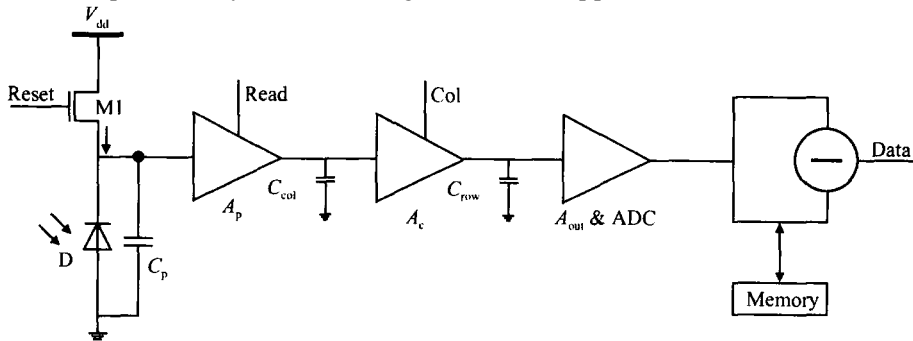 V_dd
Reset
M1
Read
Col
C_col
C_row
Data
A_p
A_c
A_out & ADC
D
C_p
Memory